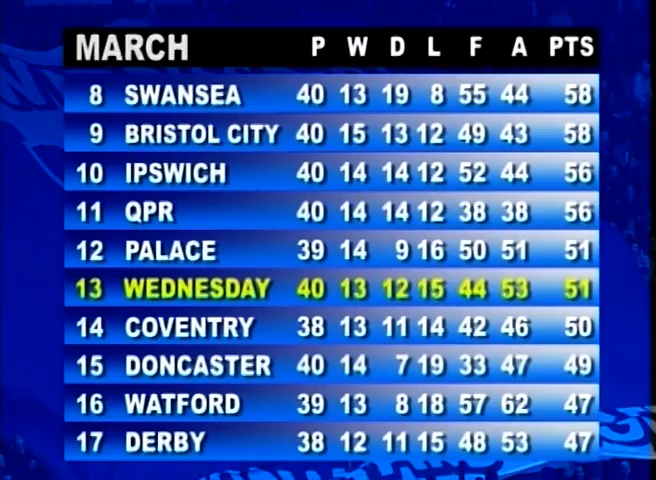 MARCH P W D L F A PTS
8 SWANSEA 40 13 19 8 55 44 58
9 BRISTOL CITY 40 15 13 12 49 43 58
10 IPSWICH 40 14 14 12 52 44 56
11 QPR 40 14 14 12 38 38 56
12 PALACE 39 14 9 16 50 51 51
13 WEDNESDAY 40 13 12 15 44 53 51
14 COVENTRY 38 13 11 14 42 46 50
15 DONCASTER 40 14 7 19 33 47 49
16 WATFORD 39 13 8 18 57 62 47
17 DERBY 38 12 11 15 48 53 47